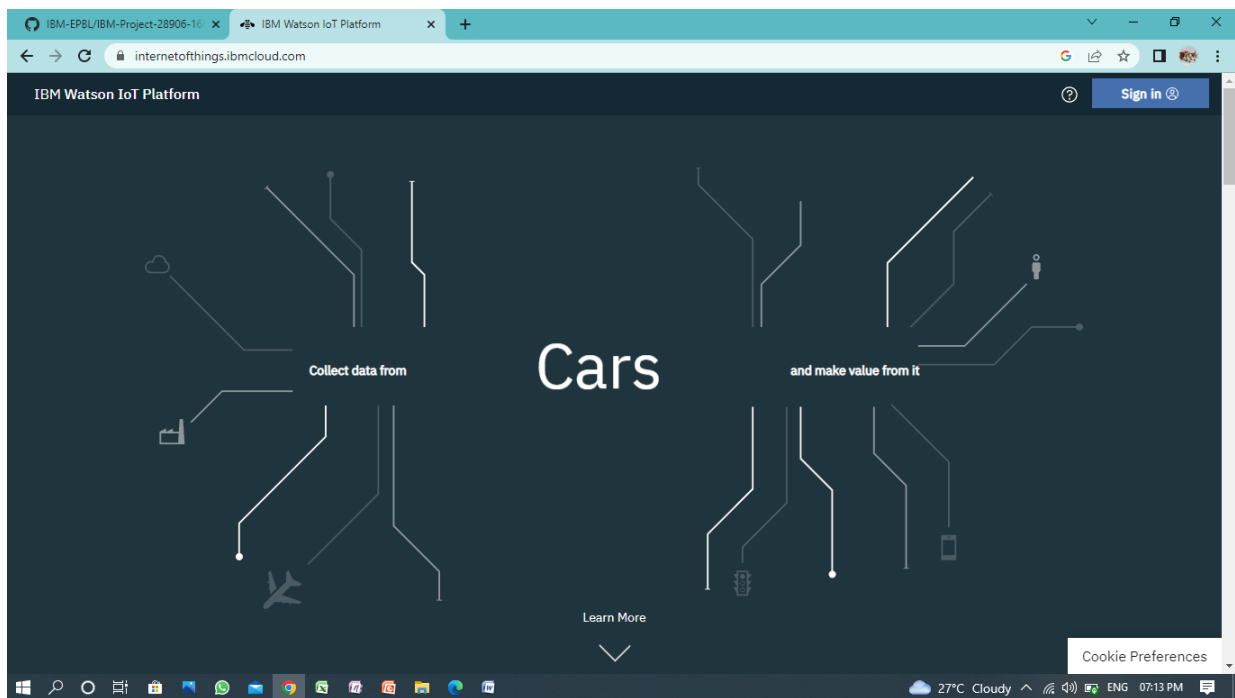 IBM-EPBL/IBM-Project-28906-16
IBM Watson IoT Platform
internetofthings.ibmcloud.com
IBM Watson IoT Platform
Sign in
Collect data from
Cars
and make value from it
Learn More
Cookie Preferences
27°C Cloudy
ENG
07:13 PM